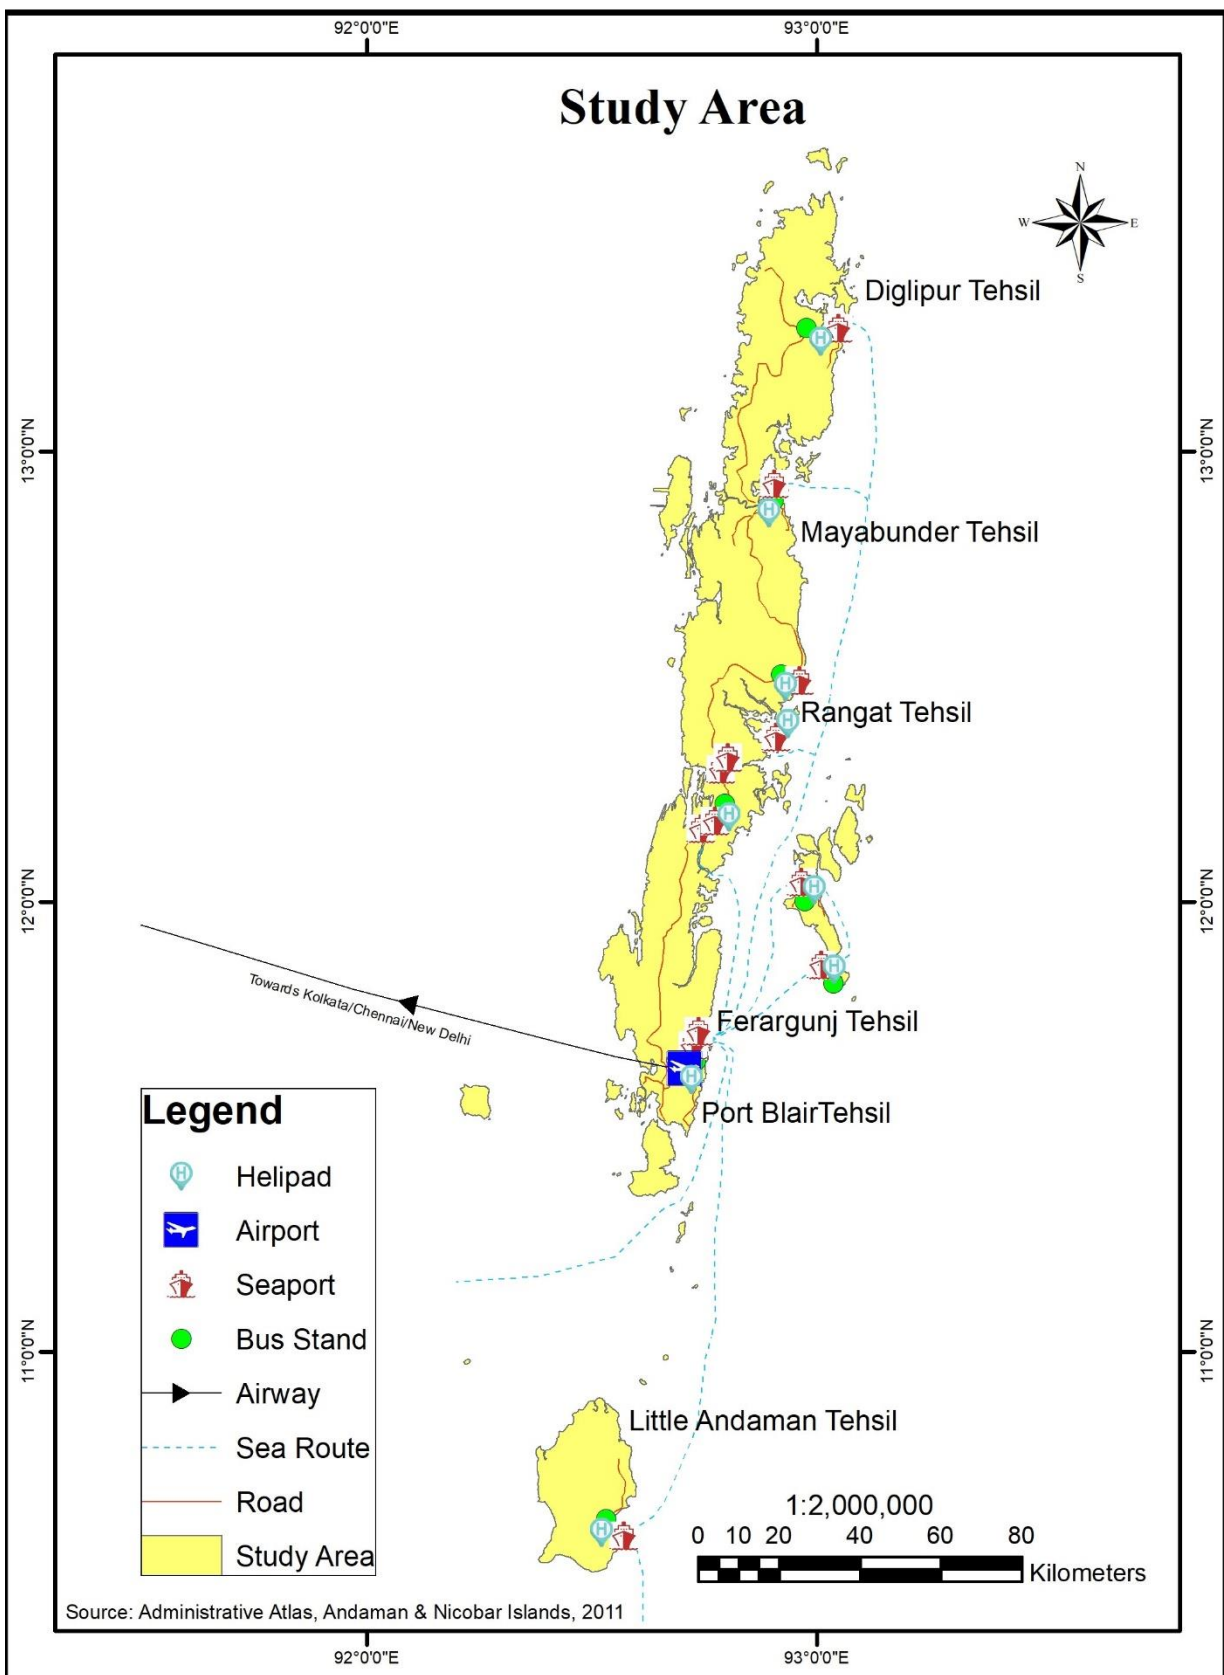 92°0'0"E 93°0'0"E
Study Area
N
W E
S
Diglipur Tehsil
13°0'0"N 13°0'0"N
Mayabunder Tehsil
Rangat Tehsil
12°0'0"N 12°0'0"N
Towards Kolkata/Chennai/New Delhi
Ferargunj Tehsil
Port BlairTehsil
Legend
H Helipad
Airport
Seaport
Bus Stand
Airway
Sea Route
Road
Study Area
11°0'0"N 11°0'0"N
Little Andaman Tehsil
1:2,000,000
0 10 20 40 60 80
Kilometers
Source: Administrative Atlas, Andaman & Nicobar Islands, 2011
92°0'0"E 93°0'0"E